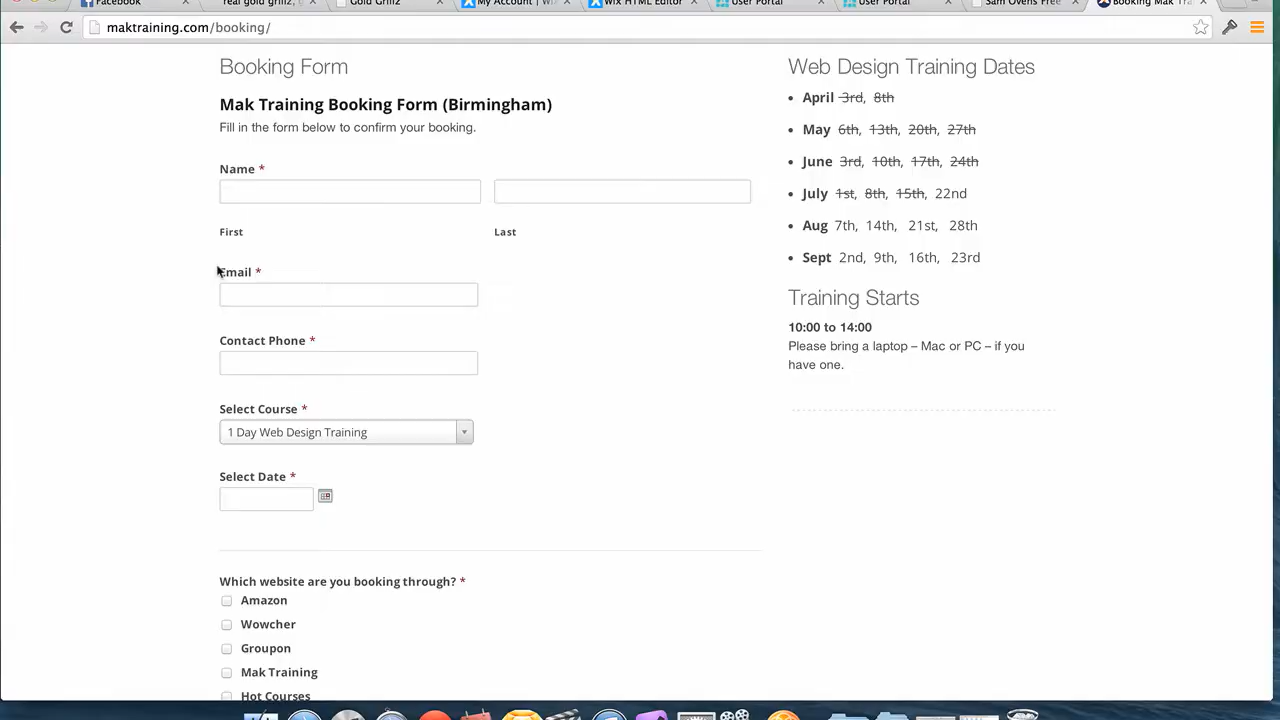 Facebook
real gold grillz, g
Gold Grillz
My Account | Wi
Wix HTML Editor
User Portal
User Portal
Sam Ovens Free
Booking Mak Tra
maktraining.com/booking/
Booking Form
Mak Training Booking Form (Birmingham)
Fill in the form below to confirm your booking.
Name *
First
Last
Email *
Contact Phone *
Select Course *
1 Day Web Design Training
Select Date *
Which website are you booking through? *
Amazon
Wowcher
Groupon
Mak Training
Hot Courses
Web Design Training Dates
April 3rd, 8th
May 6th, 13th, 20th, 27th
June 3rd, 10th, 17th, 24th
July 1st, 8th, 15th, 22nd
Aug 7th, 14th, 21st, 28th
Sept 2nd, 9th, 16th, 23rd
Training Starts
10:00 to 14:00
Please bring a laptop – Mac or PC – if you
have one.